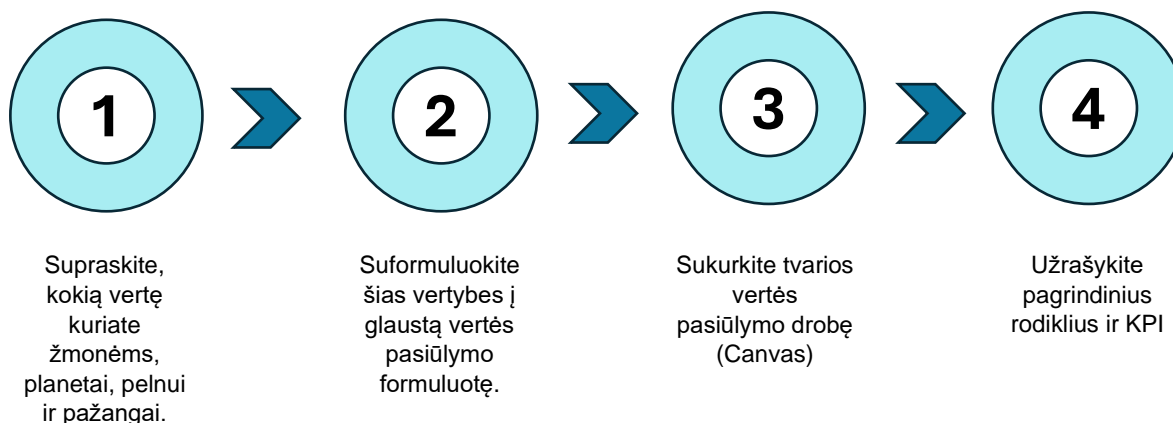 1
2
3
4
Supraskite,
kokią vertę
kuriate
žmonėms,
planetai, pelnui
ir pažangai.
Suformuluokite
šias vertybes į
glaustą vertės
pasiūlymo
formuluotę.
Sukurkite tvarios
vertės
pasiūlymo drobę
(Canvas)
Užrašykite
pagrindinius
rodiklius ir KPI